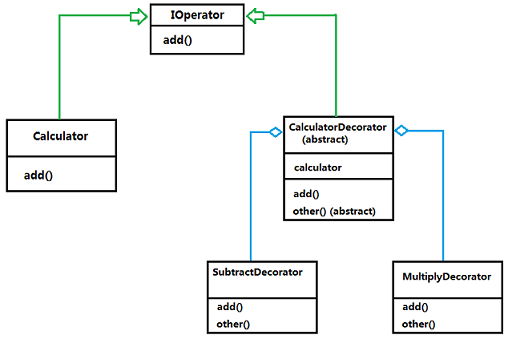 IOperator
add()
Calculator
add()
CalculatorDecorator
(abstract)
calculator
add()
other() (abstract)
SubtractDecorator
add()
other()
MultiplyDecorator
add()
other()